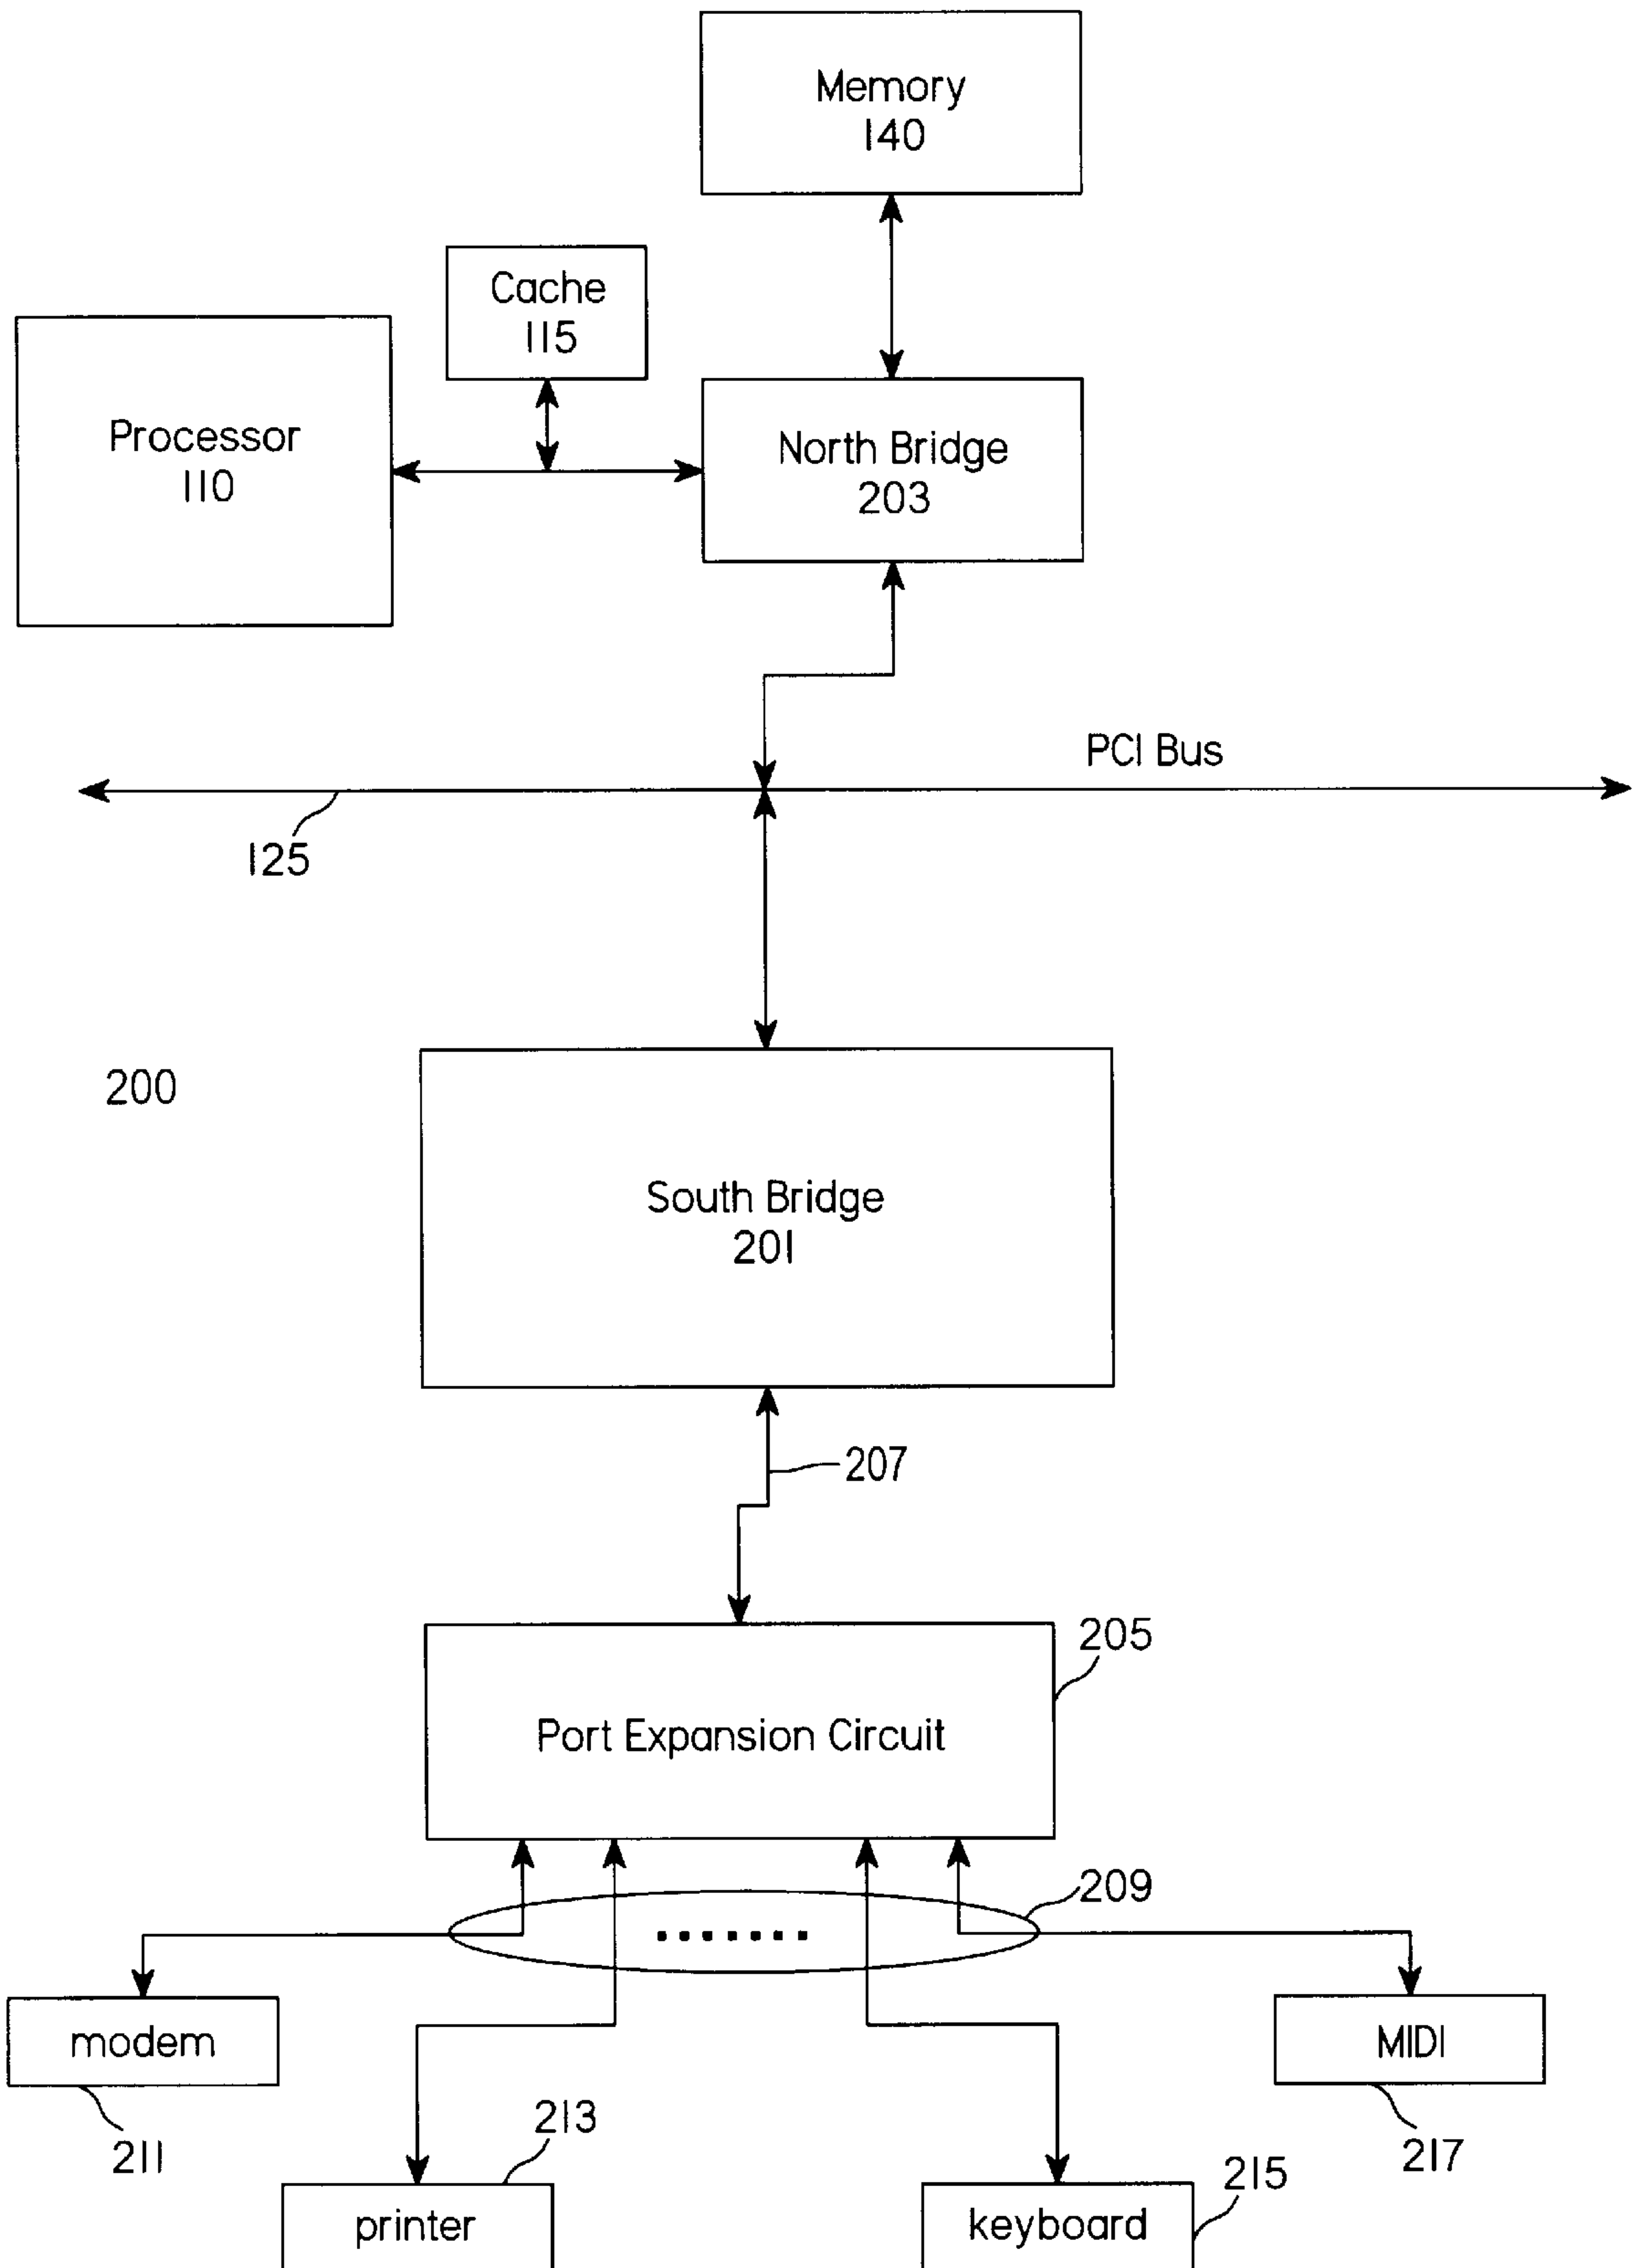 Memory
140
Cache
115
Processor
110
North Bridge
203
PCI Bus
125
200
South Bridge
201
207
205
Port Expansion Circuit
209
modem
MIDI
211
213
217
215
printer
keyboard